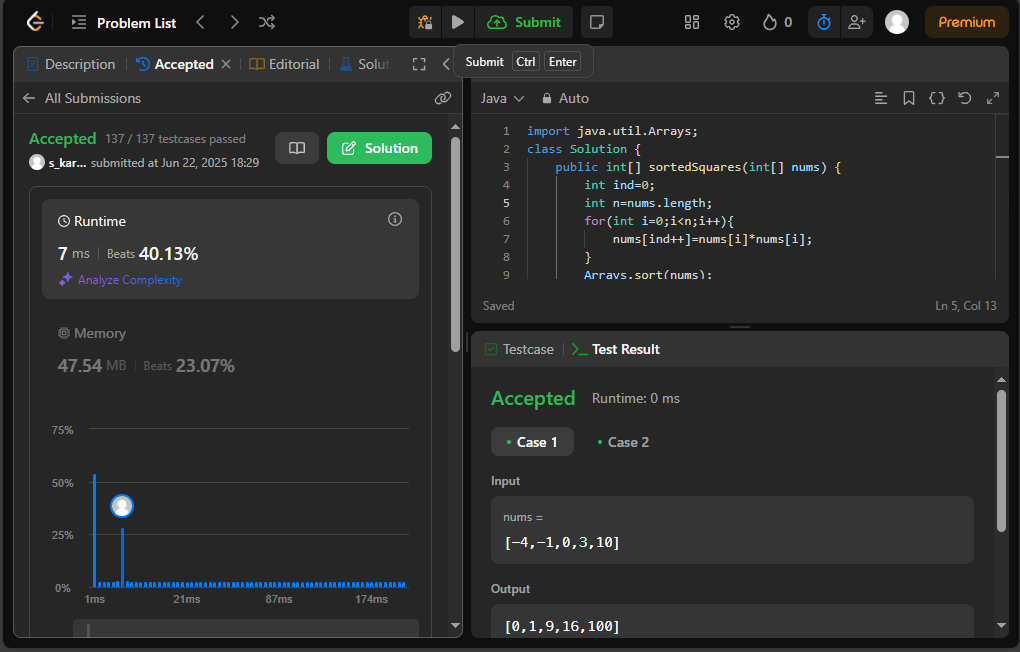 Problem List
Submit
0
Premium
Submit Ctrl Enter
Description
Accepted
Editorial
Solut
All Submissions
Accepted 137 / 137 testcases passed
s_kar... submitted at Jun 22, 2025 18:29
Solution
Runtime
7 ms Beats 40.13%
Analyze Complexity
Memory
47.54 MB Beats 23.07%
75%
50%
25%
0%
1ms 21ms 87ms 174ms
Java Auto
1 import java.util.Arrays;
2 class Solution {
3 public int[] sortedSquares(int[] nums) {
4 int ind=0;
5 int n=nums.length;
6 for(int i=0;i<n;i++){
7 nums[ind++]=nums[i]*nums[i];
8 }
9 Arrays.sort(nums);
Saved
Ln 5, Col 13
Testcase
>_ Test Result
Accepted Runtime: 0 ms
• Case 1 • Case 2
Input
nums =
[-4,-1,0,3,10]
Output
[0,1,9,16,100]